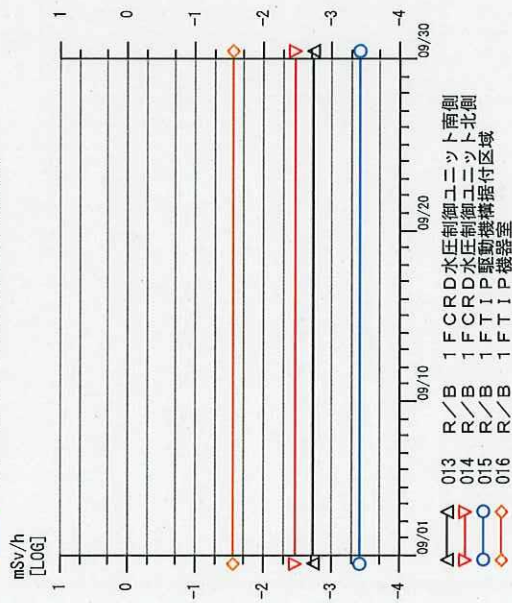 mSv/h
[LOG]
1 1
0 0
-1 -1
-2 -2
-3 -3
-4 -4
09/01 09/10 09/20 09/30
013 R/B 1FCRD水圧制御ユニット南側
014 R/B 1FCRD水圧制御ユニット北側
015 R/B 1FTIP駆動機構据付区域
016 R/B 1FTIP機器室